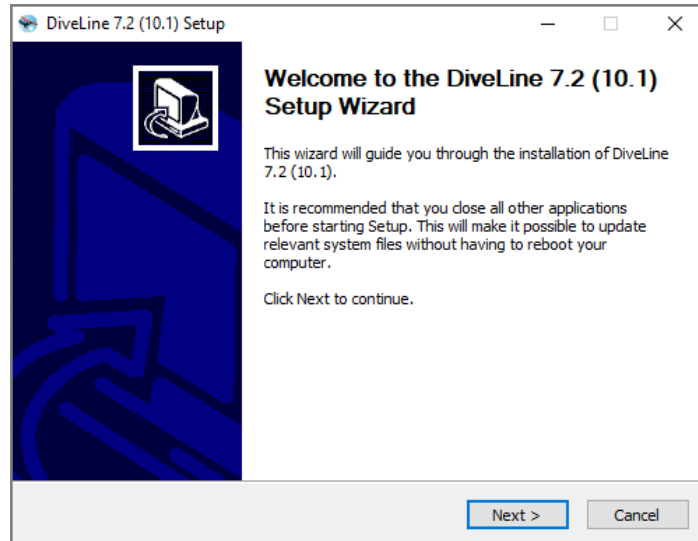 DiveLine 7.2 (10.1) Setup
Welcome to the DiveLine 7.2 (10.1)
Setup Wizard
This wizard will guide you through the installation of DiveLine
7.2 (10.1).
It is recommended that you close all other applications
before starting Setup. This will make it possible to update
relevant system files without having to reboot your
computer.
Click Next to continue.
Next >
Cancel